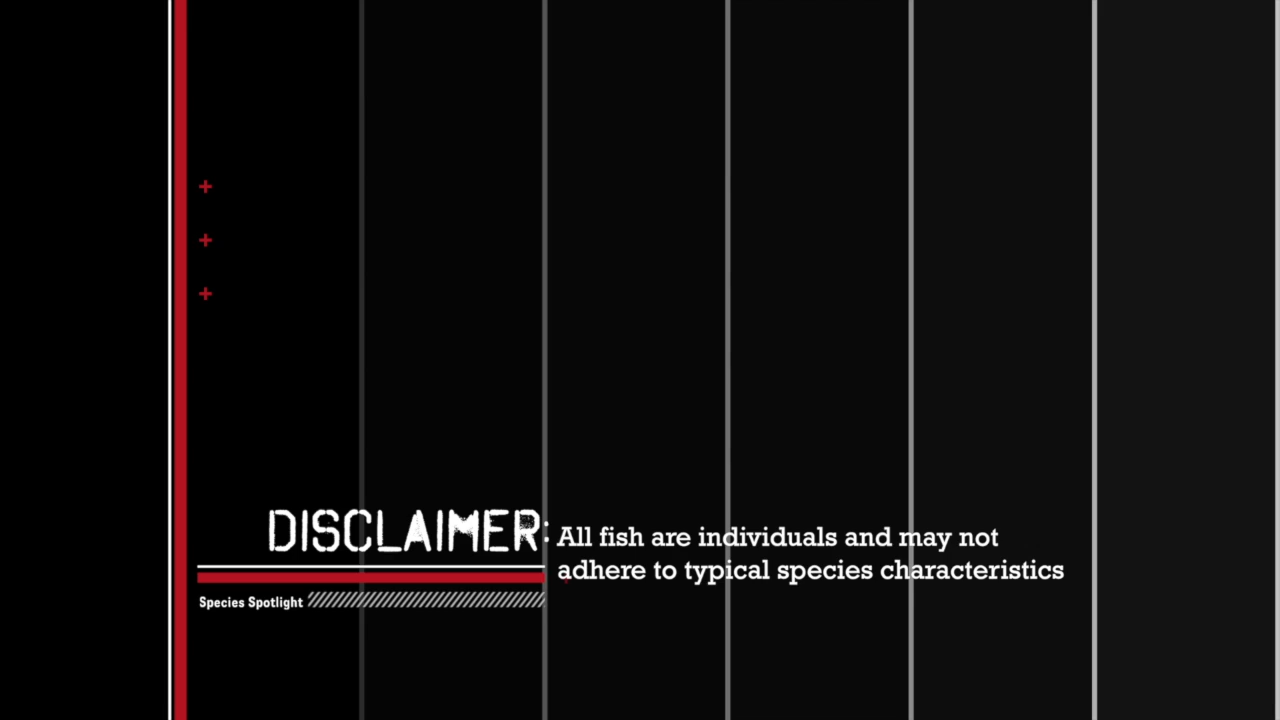 DISCLAIMER:
All fish are individuals and may not
adhere to typical species characteristics
Species Spotlight